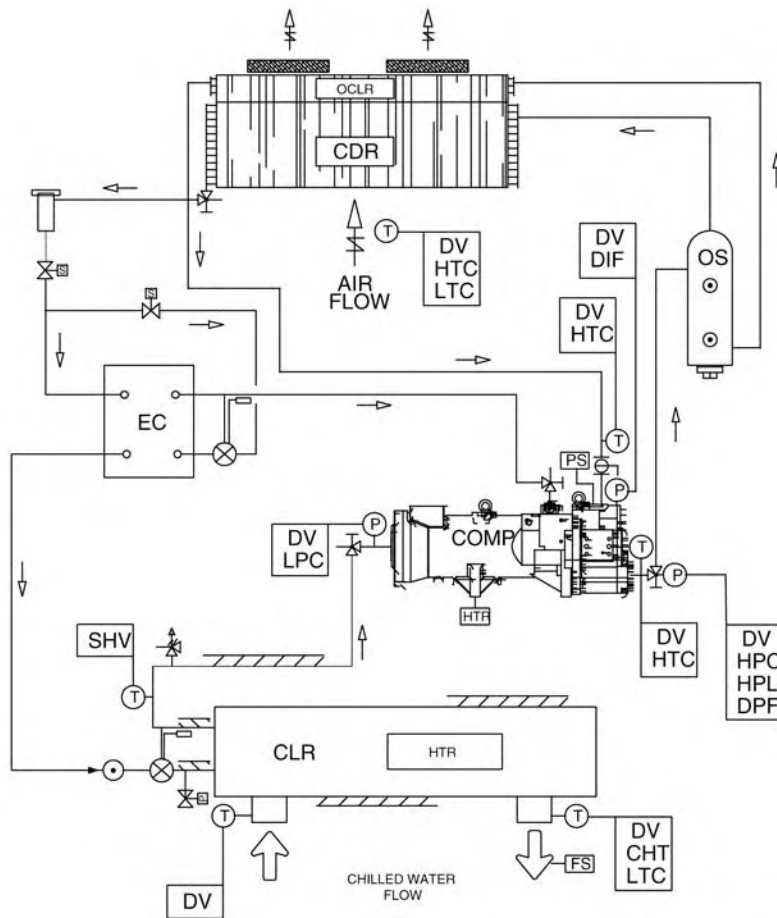 OCLR
CDR
OS
T
DV
HTC
LTC
AIR
FLOW
DV
DIF
DV
HTC
S
S
EC
T
PS
P
P
DV
LPC
COMP
T
P
HTR
DV
HTC
DV
HPC
HPL
DPF
SHV
T
CLR
HTR
P
T
T
DV
CHT
LTC
FS
DV
CHILLED WATER
FLOW